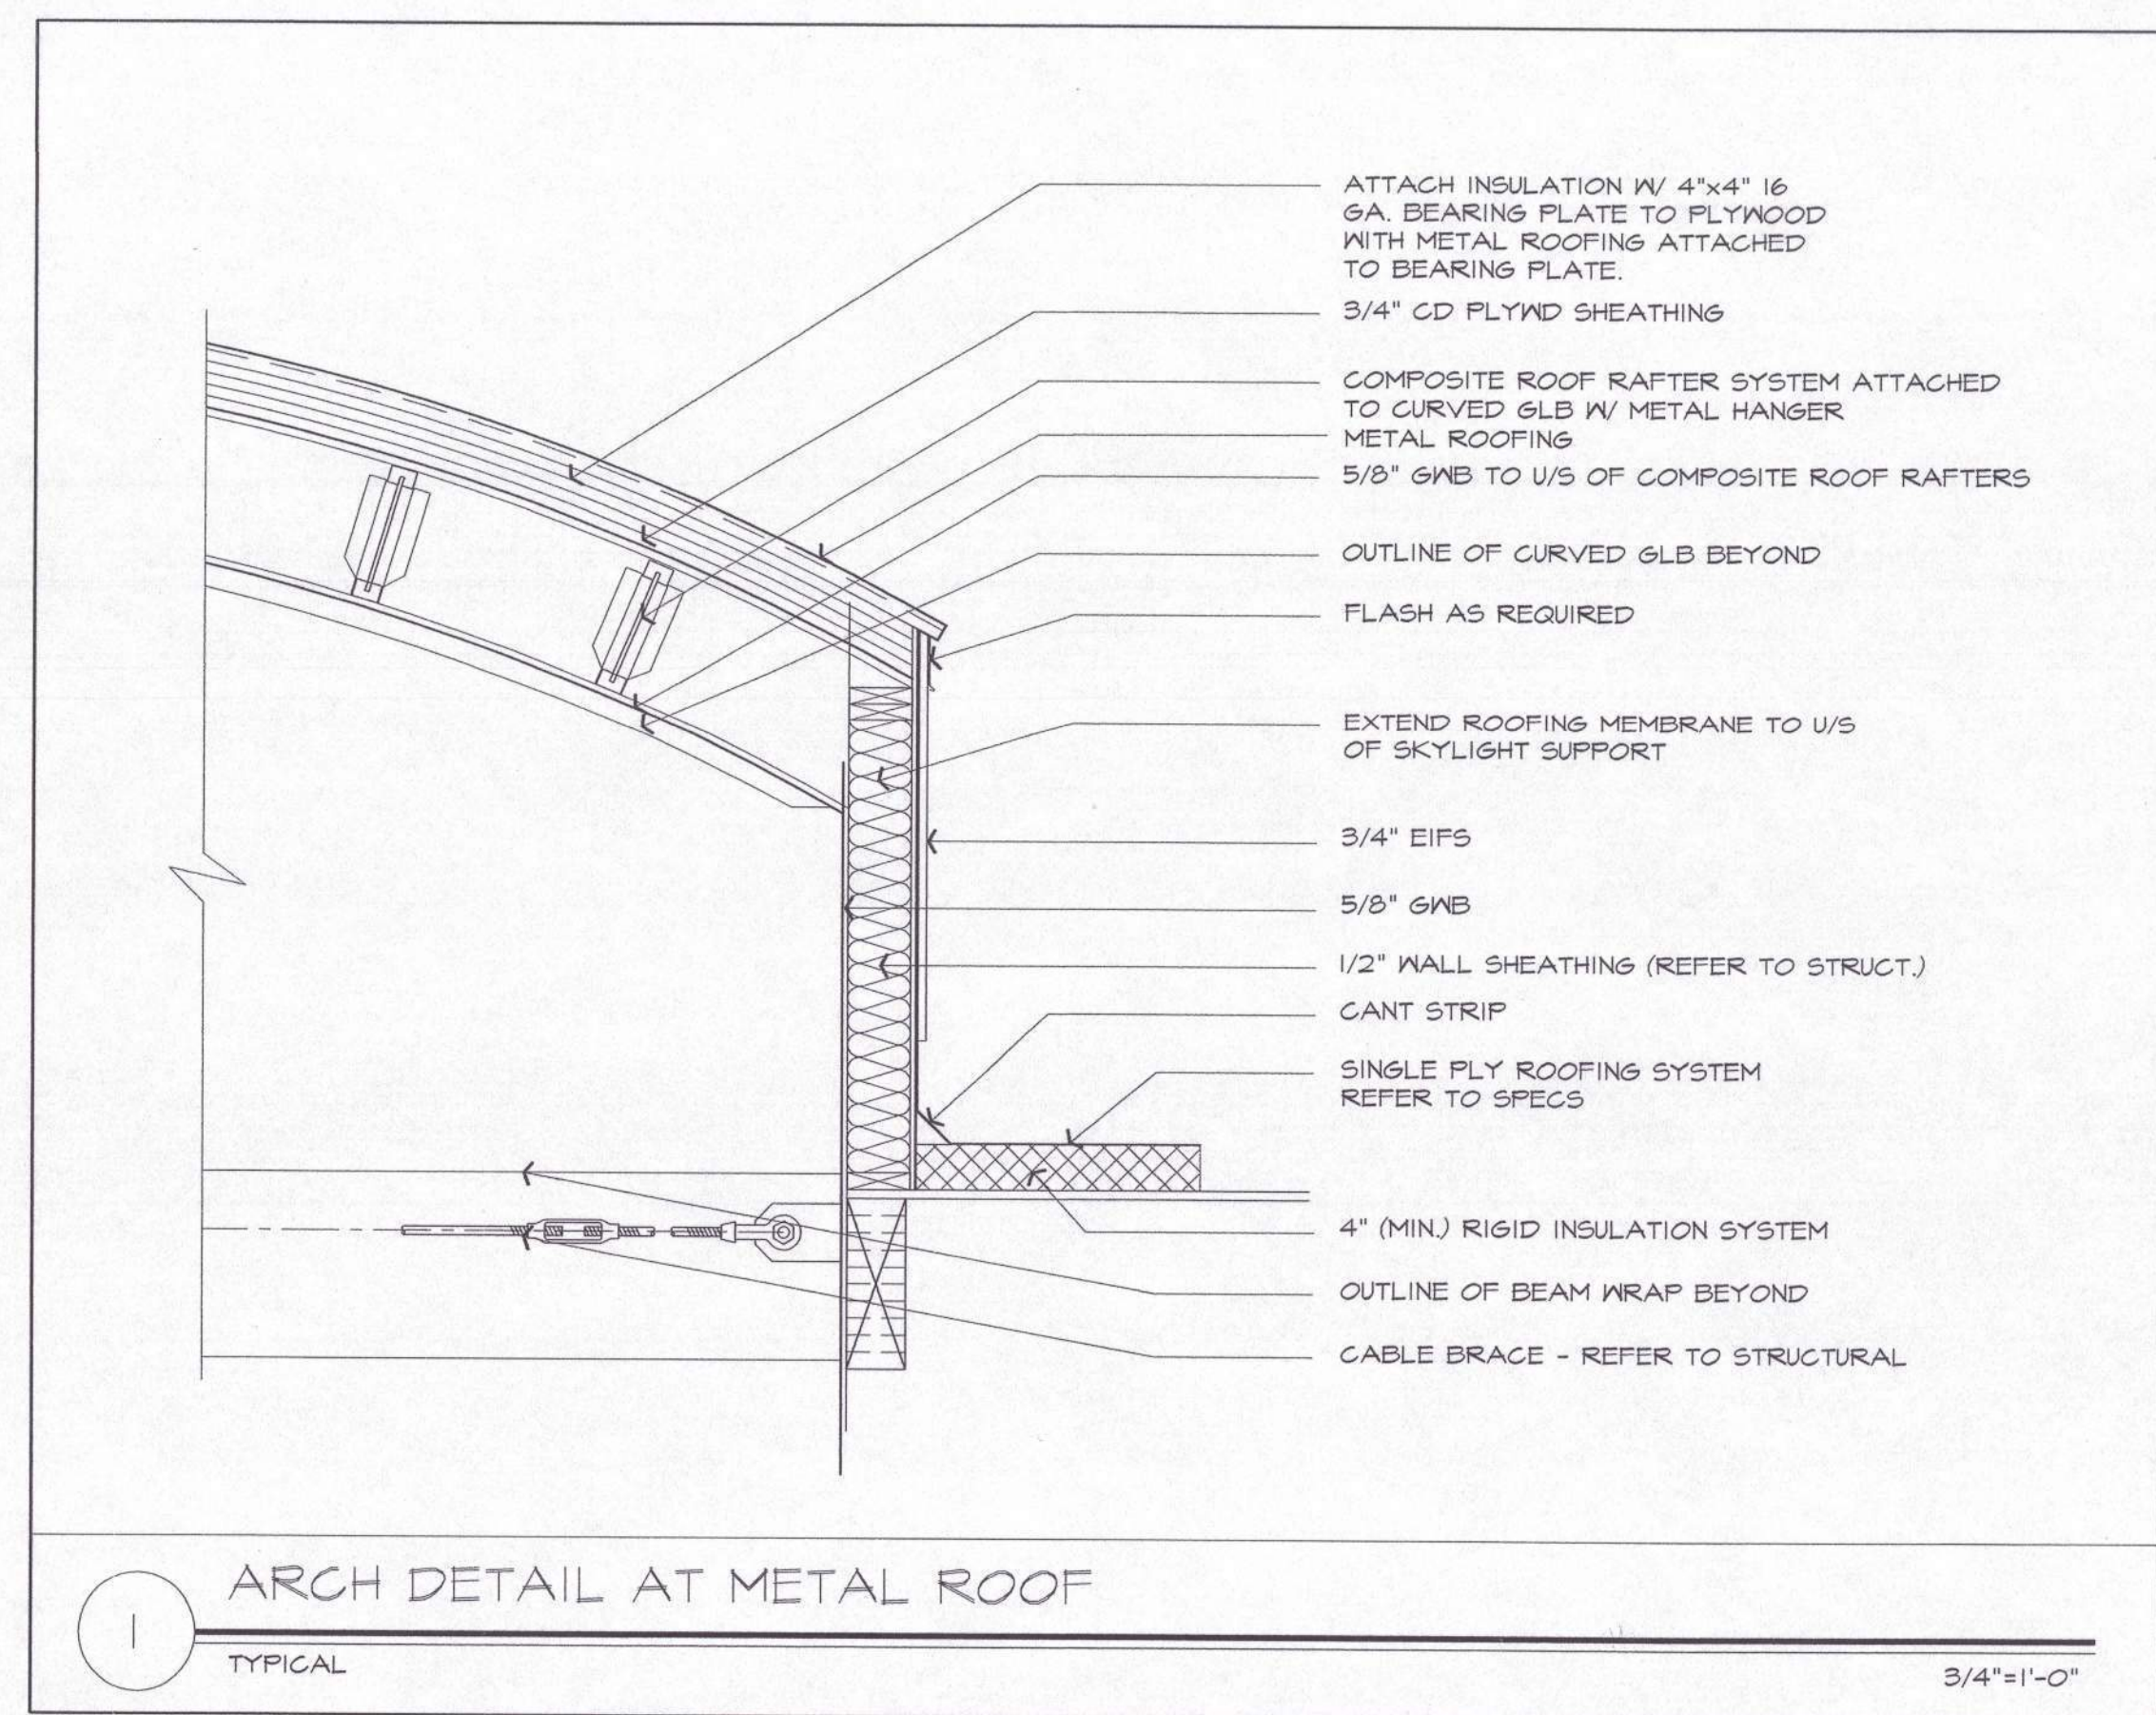 ATTACH INSULATION W/ 4"x4" 16
GA. BEARING PLATE TO PLYWOOD
WITH METAL ROOFING ATTACHED
TO BEARING PLATE.
3/4" CD PLYWD SHEATHING
COMPOSITE ROOF RAFTER SYSTEM ATTACHED
TO CURVED GLB W/ METAL HANGER
METAL ROOFING
5/8" GWB TO U/S OF COMPOSITE ROOF RAFTERS
OUTLINE OF CURVED GLB BEYOND
FLASH AS REQUIRED
EXTEND ROOFING MEMBRANE TO U/S
OF SKYLIGHT SUPPORT
3/4" EIFS
5/8" GWB
1/2" WALL SHEATHING (REFER TO STRUCT.)
CANT STRIP
SINGLE PLY ROOFING SYSTEM
REFER TO SPECS
4" (MIN.) RIGID INSULATION SYSTEM
OUTLINE OF BEAM WRAP BEYOND
CABLE BRACE - REFER TO STRUCTURAL
1
ARCH DETAIL AT METAL ROOF
TYPICAL
3/4"=1'-0"